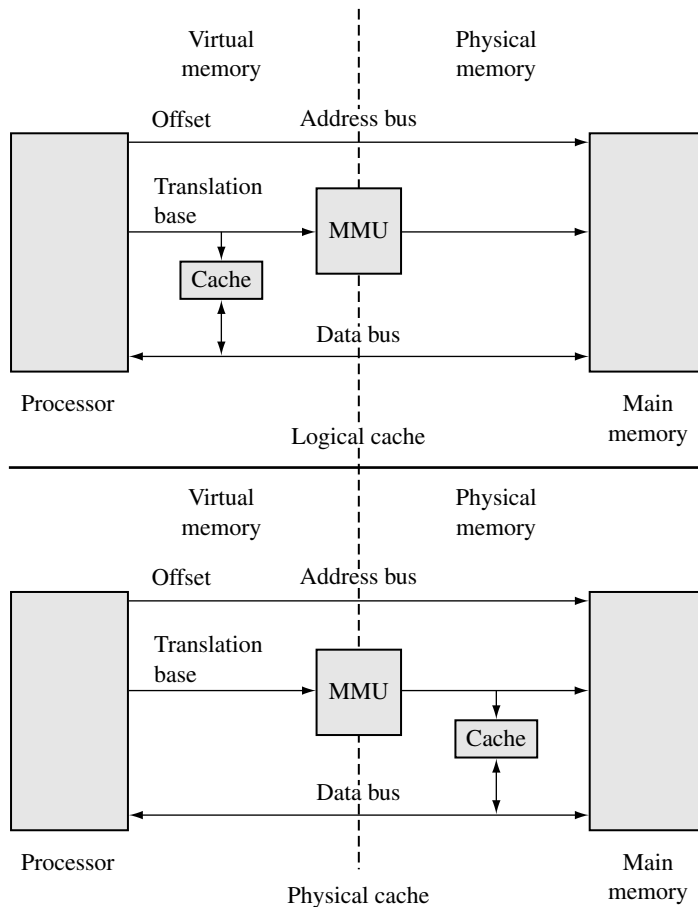 Virtual
memory
Physical
memory
Offset
Address bus
Translation
base
MMU
Cache
Data bus
Processor
Main
memory
Logical cache
Virtual
memory
Physical
memory
Offset
Address bus
Translation
base
MMU
Cache
Data bus
Processor
Main
memory
Physical cache